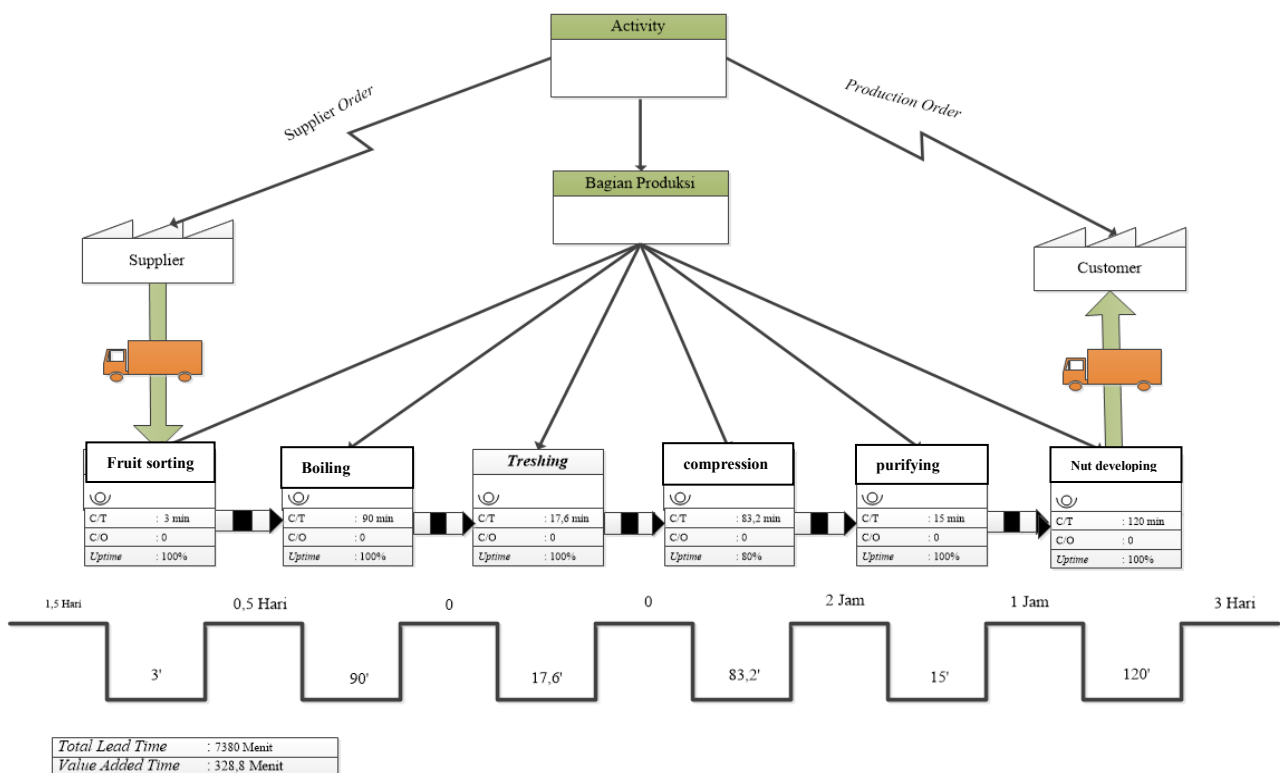 Activity
Supplier Order
Production Order
Bagian Produksi
Supplier
Customer
Fruit sorting
C/T : 3 min
C/O : 0
Uptime : 100%
Boiling
C/T : 90 min
C/O : 0
Uptime : 100%
Treshing
C/T : 17,6 min
C/O : 0
Uptime : 100%
compression
C/T : 83,2 min
C/O : 0
Uptime : 80%
purifying
C/T : 15 min
C/O : 0
Uptime : 100%
Nut developing
C/T : 120 min
C/O : 0
Uptime : 100%
1,5 Hari
0,5 Hari
0
0
2 Jam
1 Jam
3 Hari
3'
90'
17,6'
83,2'
15'
120'
Total Lead Time : 7380 Menit
Value Added Time : 328,8 Menit